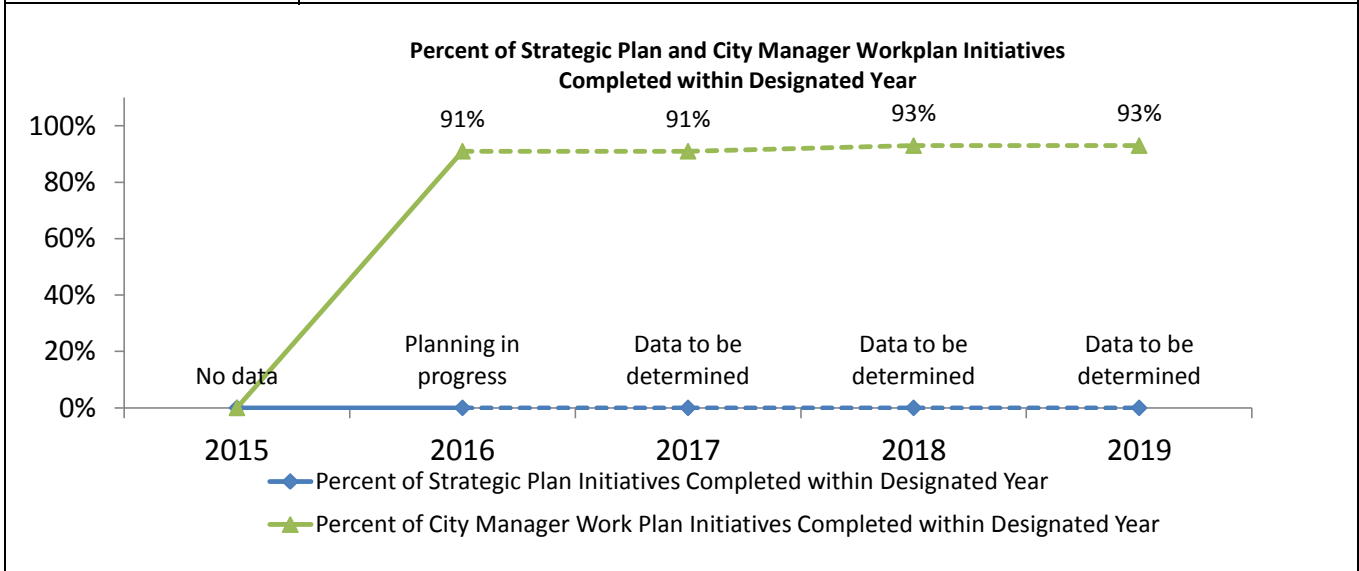 Percent of Strategic Plan and City Manager Workplan Initiatives
Completed within Designated Year
100%
80%
60%
40%
20%
0%
91%
91%
93%
93%
No data
Planning in
progress
Data to be
determined
Data to be
determined
Data to be
determined
2015
2016
2017
2018
2019
Percent of Strategic Plan Initiatives Completed within Designated Year
Percent of City Manager Work Plan Initiatives Completed within Designated Year